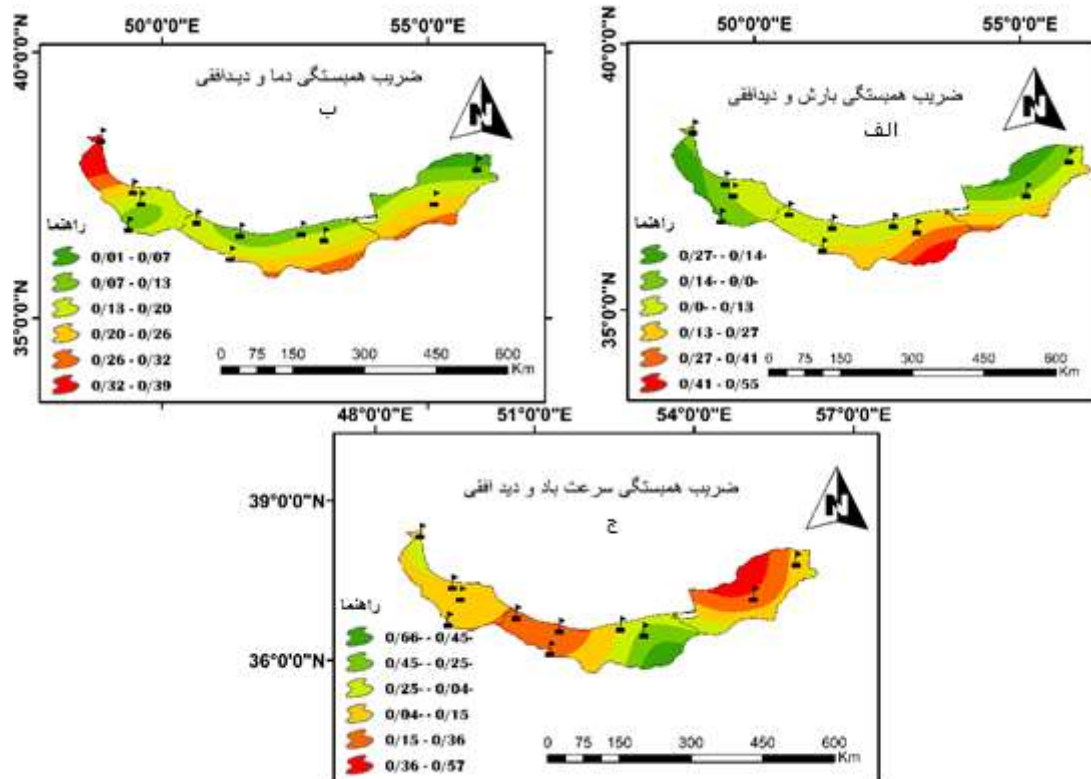 50°0'0"E 55°0'0"E
40°0'0"N
ضریب همبستگی دما و دیدافقی
ب
N
راهنما
0/01 - 0/07
0/07 - 0/13
0/13 - 0/20
0/20 - 0/26
0/26 - 0/32
0/32 - 0/39
35°0'0"N
0 75 150 300 450 600
Km
50°0'0"E 55°0'0"E
40°0'0"N
ضریب همبستگی بارش و دیدافقی
الف
N
راهنما
0/27- - 0/14-
0/14- - 0/0-
0/0- - 0/13
0/13 - 0/27
0/27 - 0/41
0/41 - 0/55
35°0'0"N
0 75 150 300 450 600
Km
48°0'0"E 51°0'0"E 54°0'0"E 57°0'0"E
39°0'0"N
ضریب همبستگی سرعت باد و دید افقی
ج
N
راهنما
0/66- - 0/45-
0/45- - 0/25-
0/25- - 0/04-
0/04- - 0/15
0/15 - 0/36
0/36 - 0/57
36°0'0"N
0 75 150 300 450 600
Km